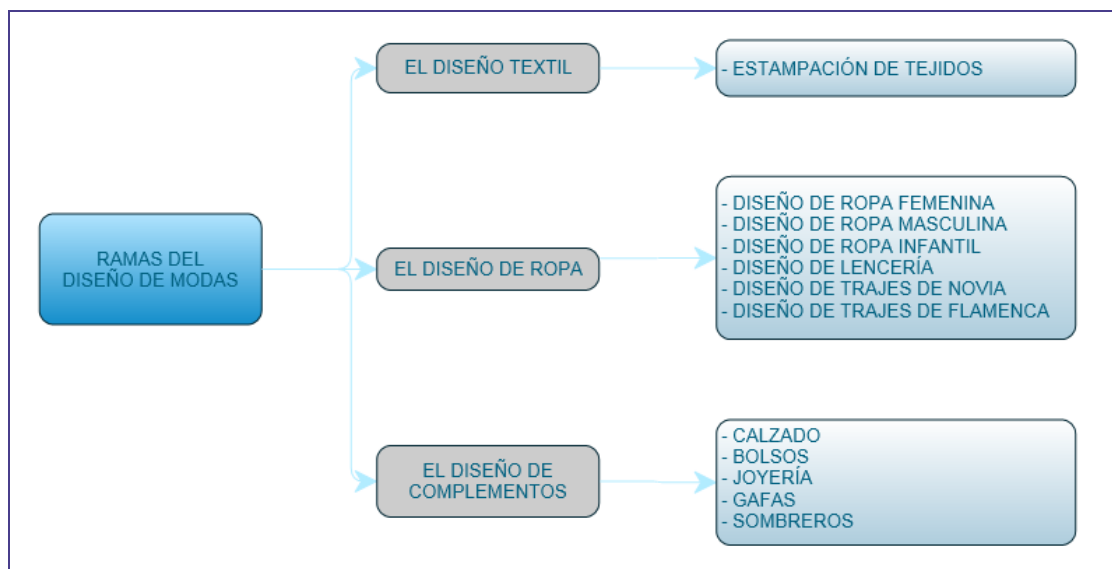 RAMAS DEL
DISEÑO DE MODAS
EL DISEÑO TEXTIL
- ESTAMPACIÓN DE TEJIDOS
EL DISEÑO DE ROPA
- DISEÑO DE ROPA FEMENINA
- DISEÑO DE ROPA MASCULINA
- DISEÑO DE ROPA INFANTIL
- DISEÑO DE LENCERÍA
- DISEÑO DE TRAJES DE NOVIA
- DISEÑO DE TRAJES DE FLAMENCA
EL DISEÑO DE
COMPLEMENTOS
- CALZADO
- BOLSOS
- JOYERÍA
- GAFAS
- SOMBREROS